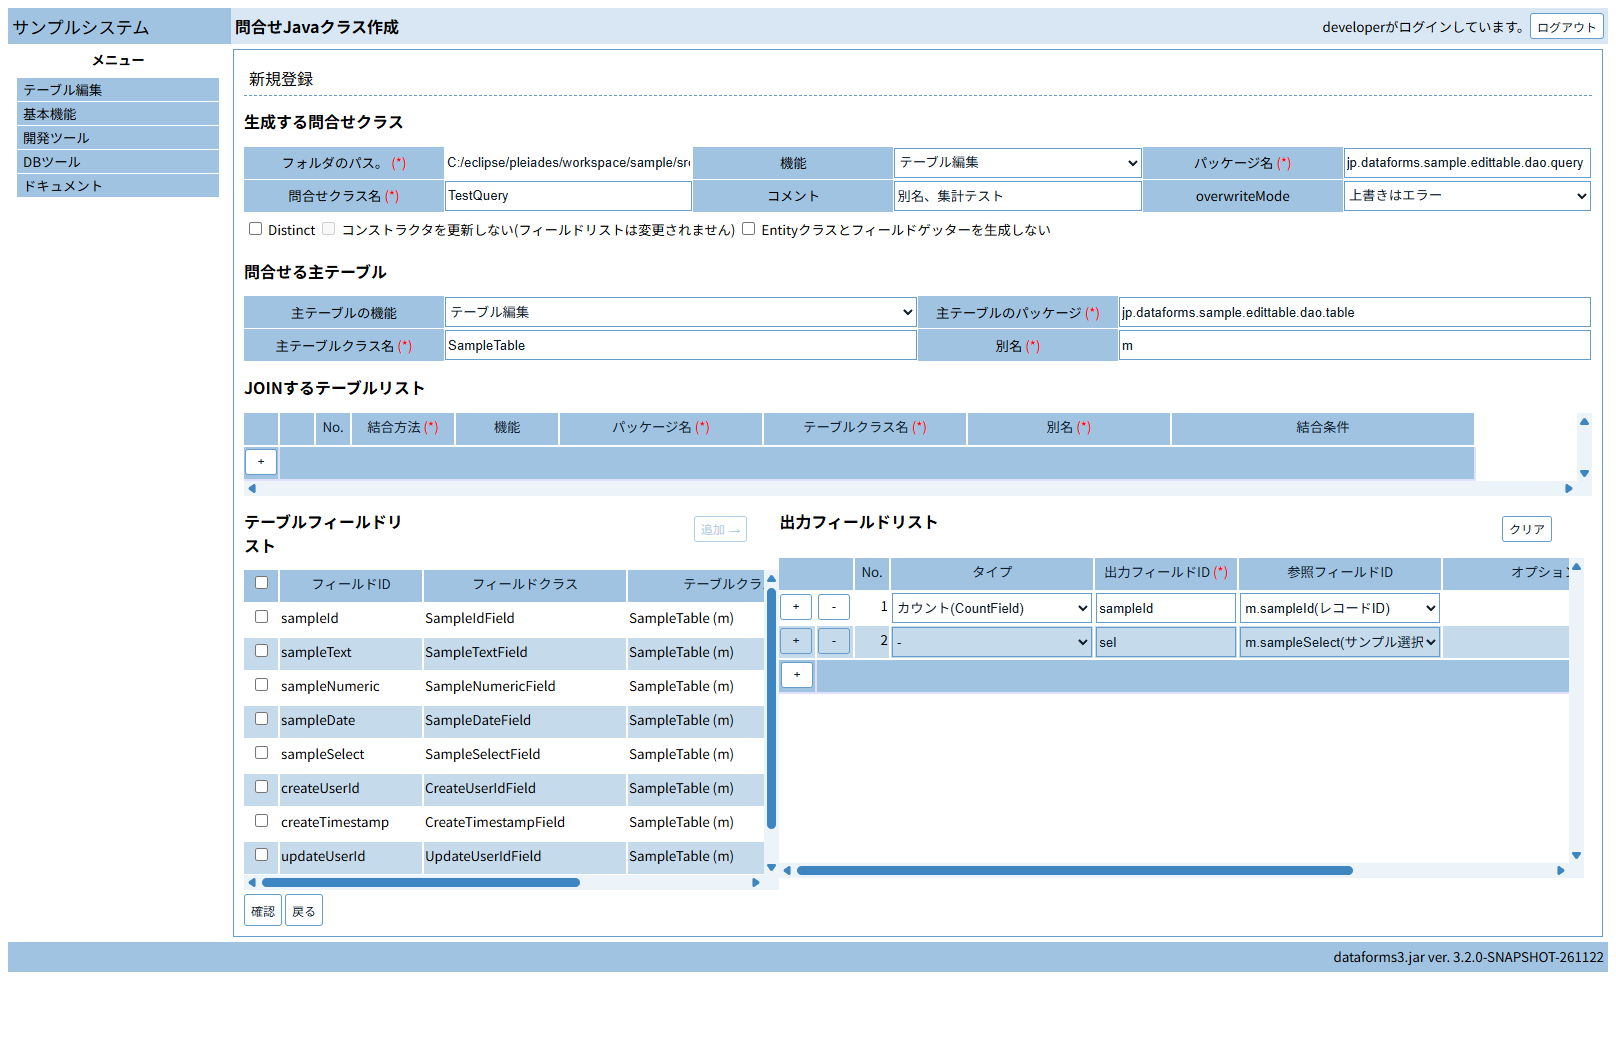 サンプルシステム
問合せJavaクラス作成
developerがログインしています。 ログアウト
メニュー
テーブル編集
基本機能
開発ツール
DBツール
ドキュメント
新規登録
生成する問合せクラス
フォルダのパス。 (*) C:/eclipse/pleiades/workspace/sample/sr 機能 テーブル編集 パッケージ名 (*) jp.dataforms.sample.edittable.dao.query
問合せクラス名 (*) TestQuery コメント 別名、集計テスト overwriteMode 上書きはエラー
Distinct コンストラクタを更新しない(フィールドリストは変更されません) Entityクラスとフィールドゲッターを生成しない
問合せる主テーブル
主テーブルの機能 テーブル編集 主テーブルのパッケージ (*) jp.dataforms.sample.edittable.dao.table
主テーブルクラス名 (*) SampleTable 別名 (*) m
JOINするテーブルリスト
No. 結合方法 (*) 機能 パッケージ名 (*) テーブルクラス名 (*) 別名 (*) 結合条件
+
テーブルフィールドリ
スト
追加 →
フィールドID フィールドクラス テーブルクラ
sampleId SampleIdField SampleTable (m)
sampleText SampleTextField SampleTable (m)
sampleNumeric SampleNumericField SampleTable (m)
sampleDate SampleDateField SampleTable (m)
sampleSelect SampleSelectField SampleTable (m)
createUserId CreateUserIdField SampleTable (m)
createTimestamp CreateTimestampField SampleTable (m)
updateUserId UpdateUserIdField SampleTable (m)
出力フィールドリスト
クリア
No. タイプ 出力フィールドID (*) 参照フィールドID オプション
+ - 1 カウント(CountField) sampleId m.sampleId(レコードID)
+ - 2 - sel m.sampleSelect(サンプル選択
+
確認 戻る
dataforms3.jar ver. 3.2.0-SNAPSHOT-261122